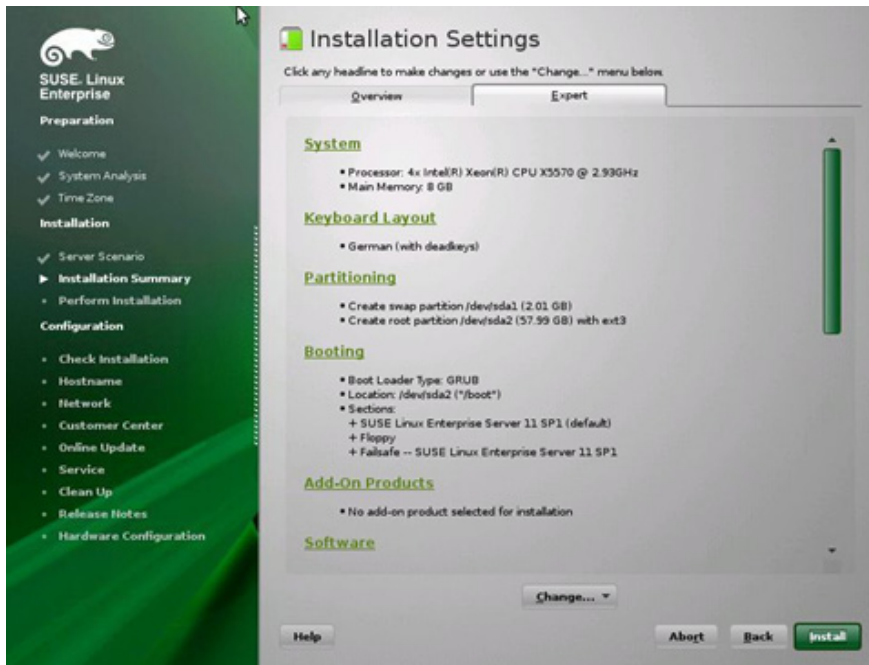 SUSE. Linux
Enterprise
Preparation
Welcome
System Analysis
Time Zone
Installation
Server Scenario
Installation Summary
Perform Installation
Configuration
Check Installation
Hostname
Network
Customer Center
Online Update
Service
Clean Up
Release Notes
Hardware Configuration
Installation Settings
Click any headline to make changes or use the "Change..." menu below.
Overview
Expert
System
• Processor: 4x Intel(R) Xeon(R) CPU X5570 @ 2.93GHz
• Main Memory: 8 GB
Keyboard Layout
• German (with deadkeys)
Partitioning
• Create swap partition /dev/sda1 (2.01 GB)
• Create root partition /dev/sda2 (57.99 GB) with ext3
Booting
• Boot Loader Type: GRUB
• Location: /dev/sda2 ("/boot")
• Sections:
+ SUSE Linux Enterprise Server 11 SP1 (default)
+ Floppy
+ Failsafe -- SUSE Linux Enterprise Server 11 SP1
Add-On Products
• No add-on product selected for installation
Software
Change...
Help
Abort
Back
Install